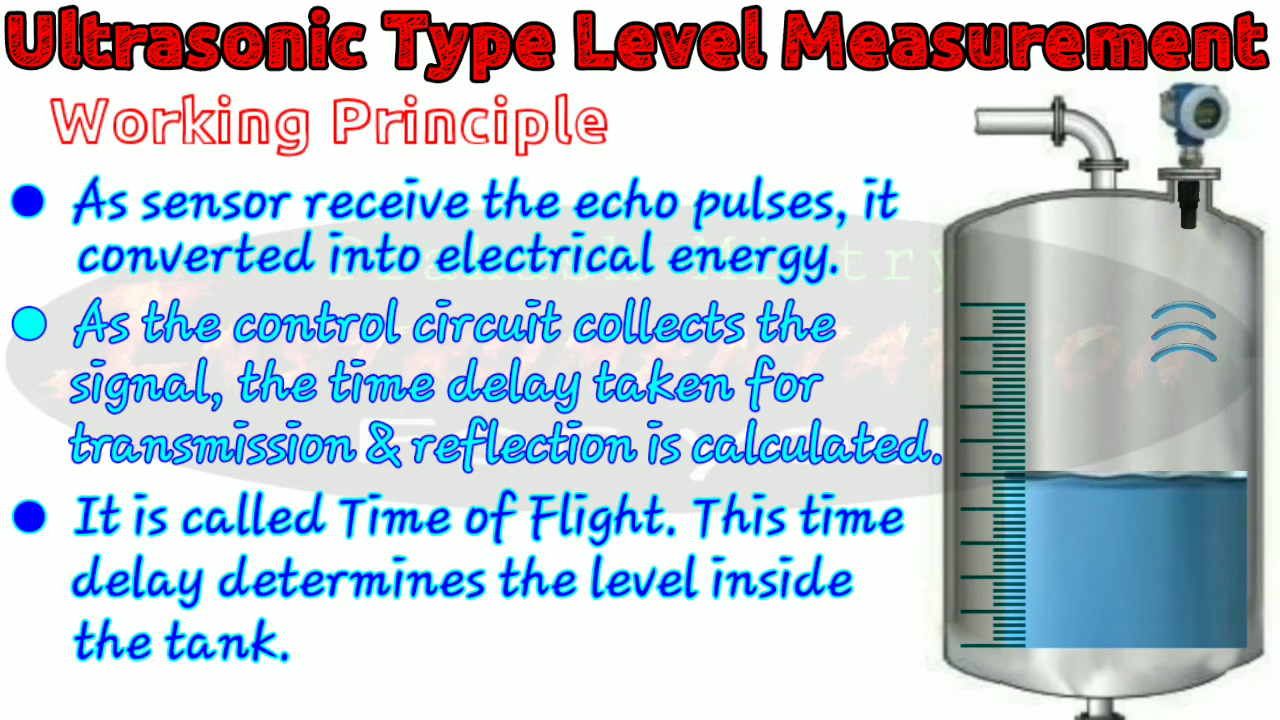 Ultrasonic Type Level Measurement
Working Principle
As sensor receive the echo pulses, it
converted into electrical energy.
As the control circuit collects the
signal, the time delay taken for
transmission & reflection is calculated.
It is called Time of Flight. This time
delay determines the level inside
the tank.